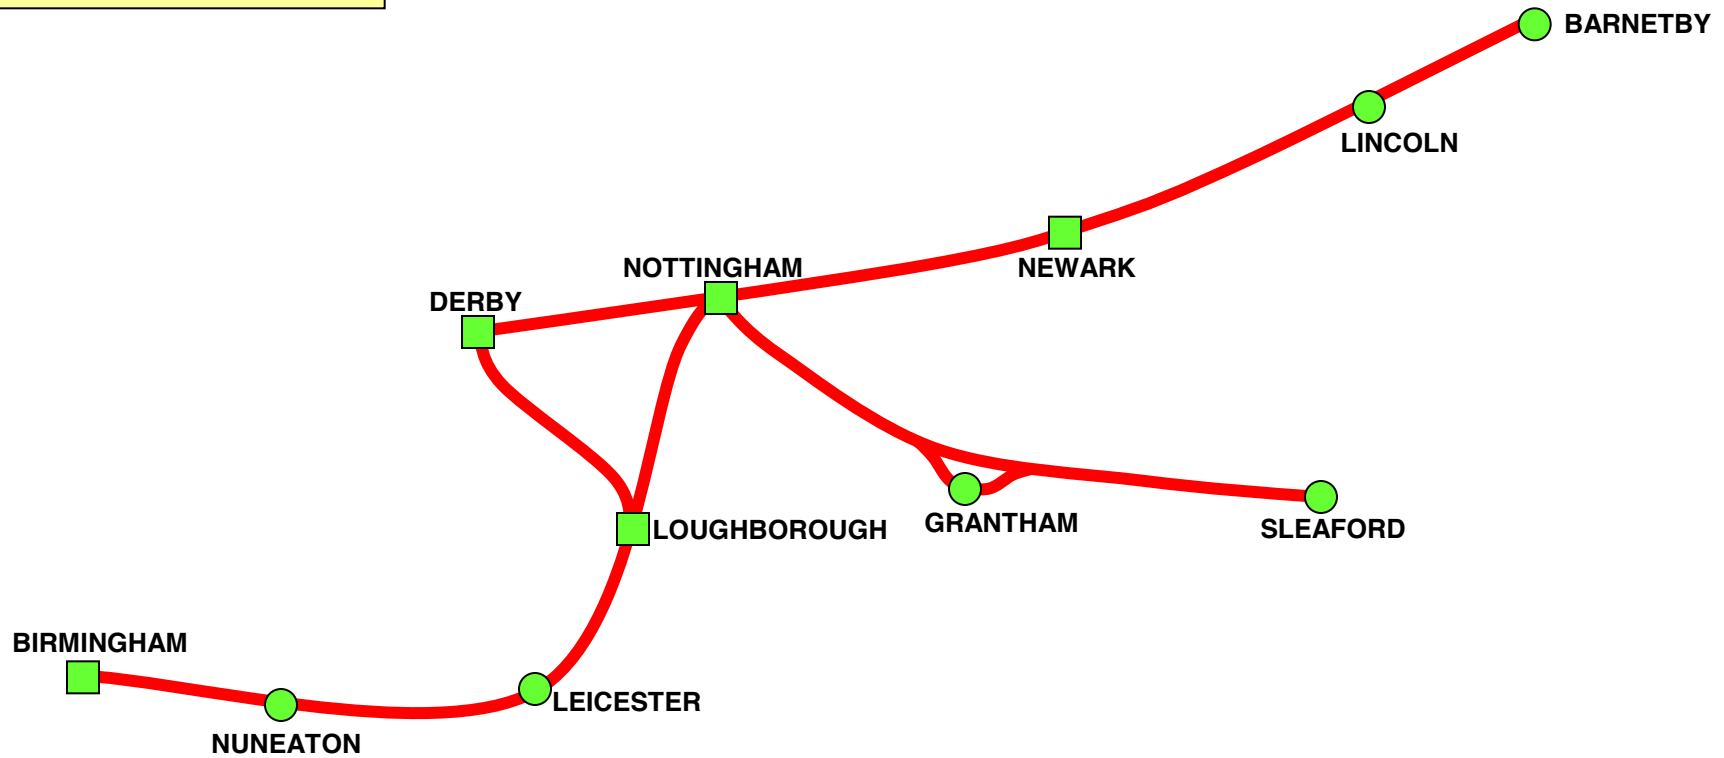 BARNETBY
LINCOLN
NOTTINGHAM
NEWARK
DERBY
GRANTHAM
LOUGHBOROUGH
SLEAFORD
BIRMINGHAM
LEICESTER
NUNEATON